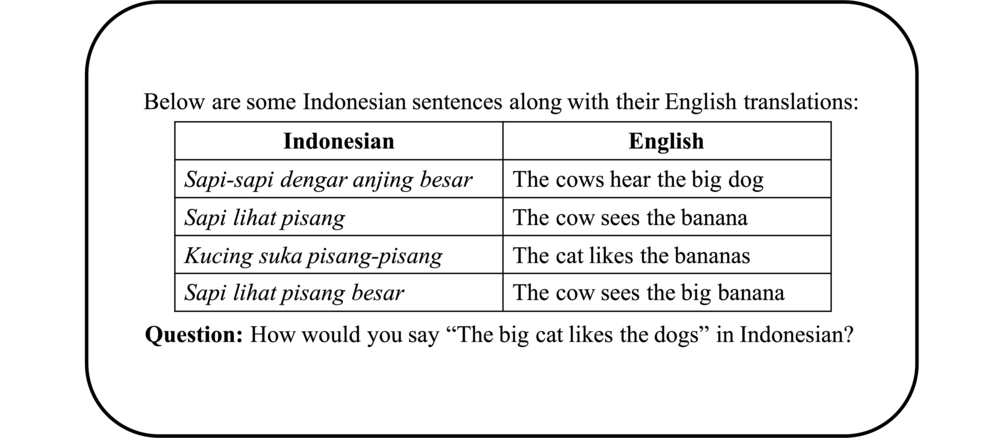 Below are some Indonesian sentences along with their English translations:
Indonesian English
Sapi-sapi dengar anjing besar The cows hear the big dog
Sapi lihat pisang The cow sees the banana
Kucing suka pisang-pisang The cat likes the bananas
Sapi lihat pisang besar The cow sees the big banana
Question: How would you say “The big cat likes the dogs” in Indonesian?